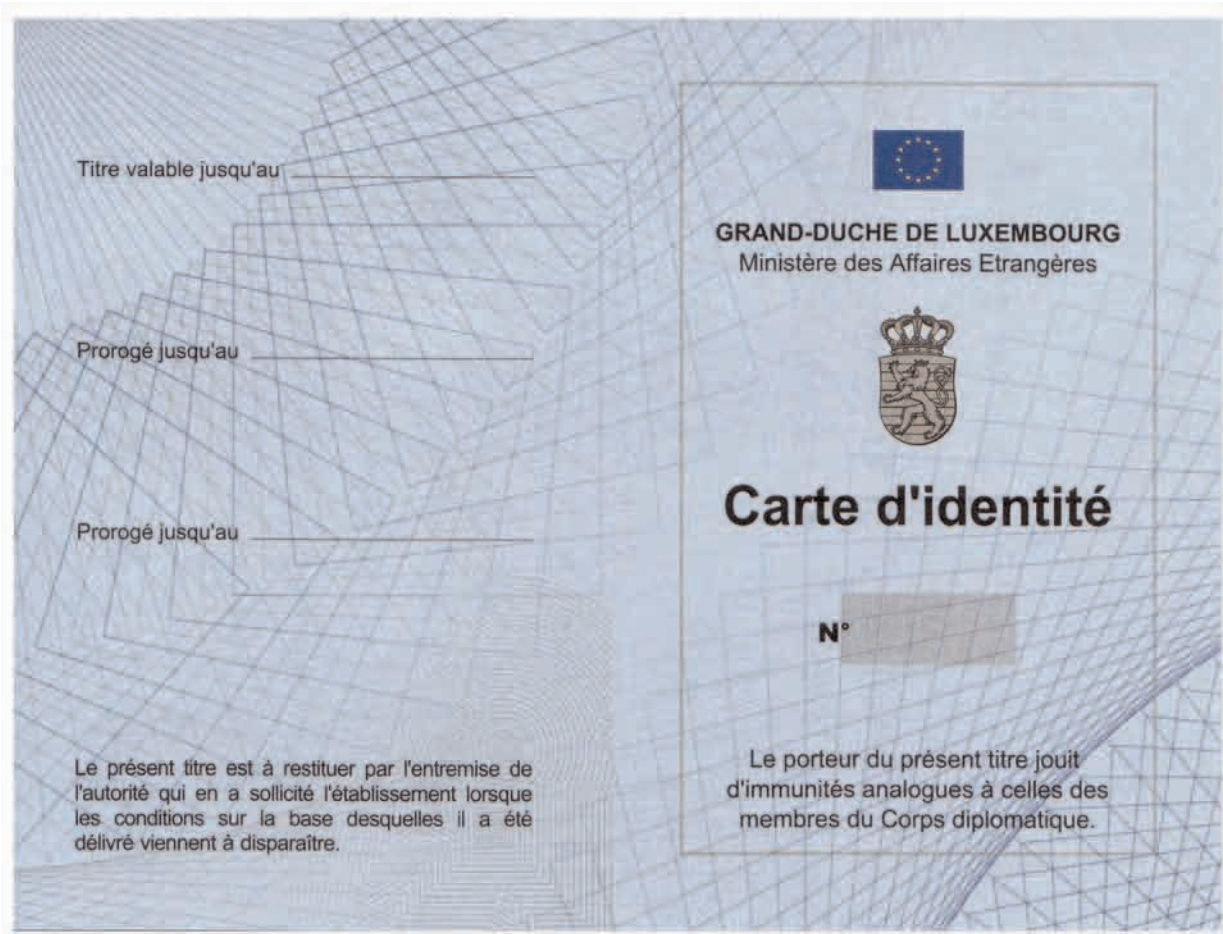 Titre valable jusqu'au
Prorogé jusqu'au
Prorogé jusqu'au
Le présent titre est à restituer par l'entremise de
l'autorité qui en a sollicité l'établissement lorsque
les conditions sur la base desquelles il a été
délivré viennent à disparaître.
GRAND-DUCHE DE LUXEMBOURG
Ministère des Affaires Etrangères
Carte d'identité
N°
Le porteur du présent titre jouit
d'immunités analogues à celles des
membres du Corps diplomatique.